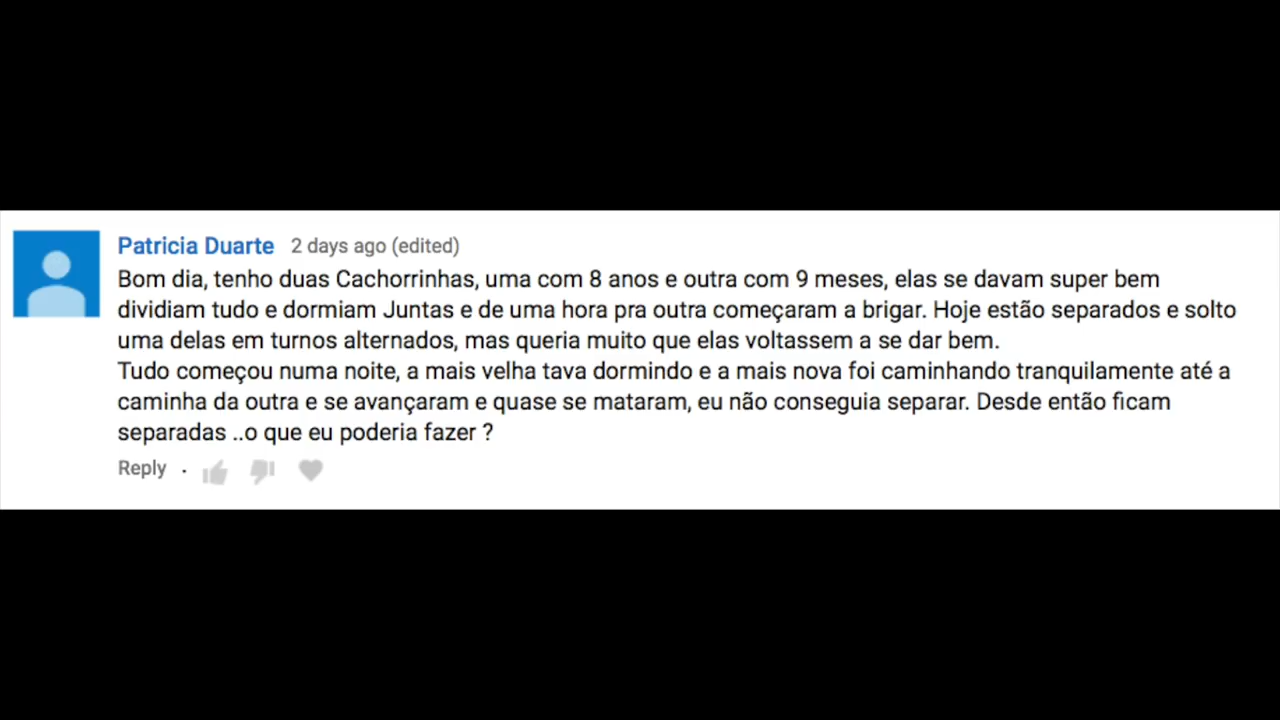 Patricia Duarte 2 days ago (edited)
Bom dia, tenho duas Cachorrinhas, uma com 8 anos e outra com 9 meses, elas se davam super bem
dividiam tudo e dormiam Juntas e de uma hora pra outra começaram a brigar. Hoje estão separados e solto
uma delas em turnos alternados, mas queria muito que elas voltassem a se dar bem.
Tudo começou numa noite, a mais velha tava dormindo e a mais nova foi caminhando tranquilamente até a
caminha da outra e se avançaram e quase se mataram, eu não conseguia separar. Desde então ficam
separadas ..o que eu poderia fazer ?
Reply ·